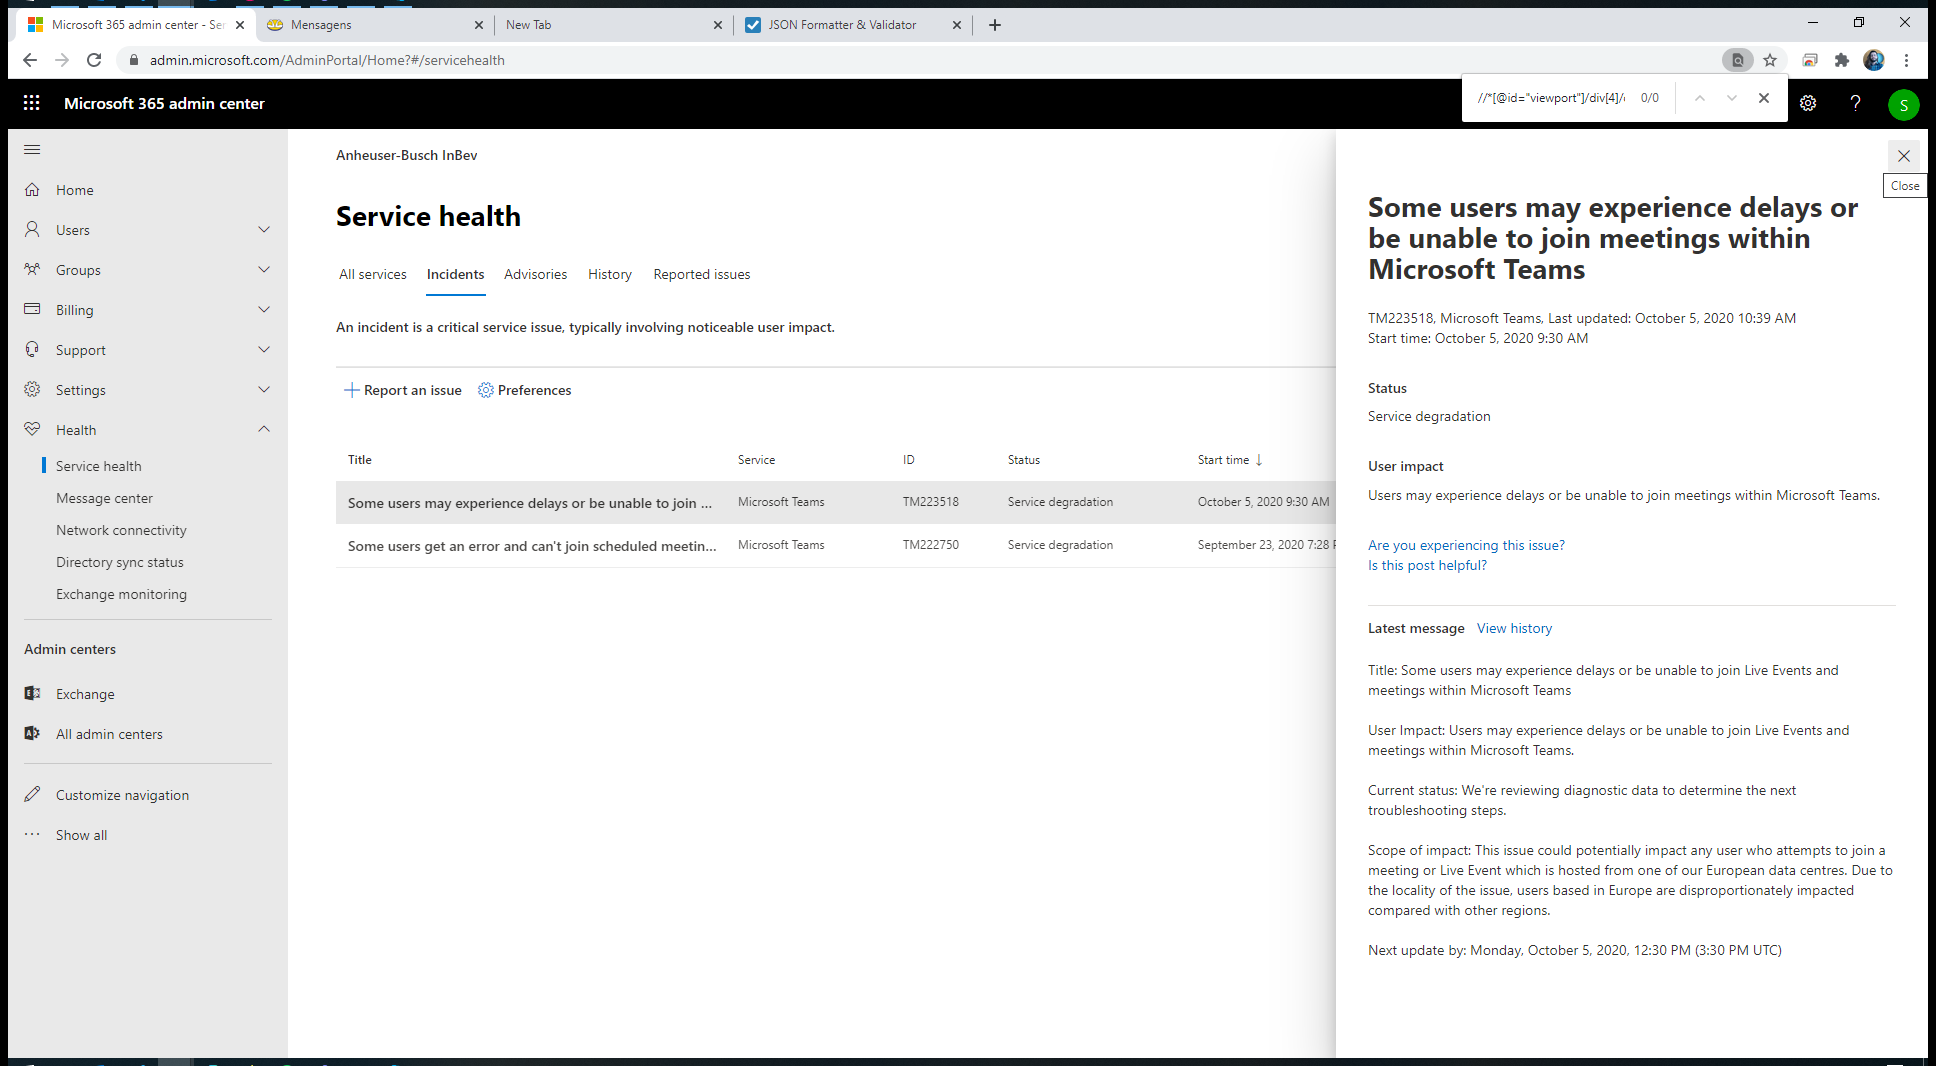 Microsoft 365 admin center - Ser
Mensagens
New Tab
JSON Formatter & Validator
admin.microsoft.com/AdminPortal/Home?#/servicehealth
//*[@id="viewport"]/div[4]/ 0/0
Microsoft 365 admin center
?
S
Home
Users
Groups
Billing
Support
Settings
Health
Service health
Message center
Network connectivity
Directory sync status
Exchange monitoring
Admin centers
Exchange
All admin centers
Customize navigation
Show all
Anheuser-Busch InBev
Service health
All services Incidents Advisories History Reported issues
An incident is a critical service issue, typically involving noticeable user impact.
Report an issue Preferences
Title Service ID Status Start time ↓
Some users may experience delays or be unable to join ... Microsoft Teams TM223518 Service degradation October 5, 2020 9:30 AM
Some users get an error and can't join scheduled meetin... Microsoft Teams TM222750 Service degradation September 23, 2020 7:28
Close
Some users may experience delays or
be unable to join meetings within
Microsoft Teams
TM223518, Microsoft Teams, Last updated: October 5, 2020 10:39 AM
Start time: October 5, 2020 9:30 AM
Status
Service degradation
User impact
Users may experience delays or be unable to join meetings within Microsoft Teams.
Are you experiencing this issue?
Is this post helpful?
Latest message View history
Title: Some users may experience delays or be unable to join Live Events and
meetings within Microsoft Teams
User Impact: Users may experience delays or be unable to join Live Events and
meetings within Microsoft Teams.
Current status: We're reviewing diagnostic data to determine the next
troubleshooting steps.
Scope of impact: This issue could potentially impact any user who attempts to join a
meeting or Live Event which is hosted from one of our European data centres. Due to
the locality of the issue, users based in Europe are disproportionately impacted
compared with other regions.
Next update by: Monday, October 5, 2020, 12:30 PM (3:30 PM UTC)